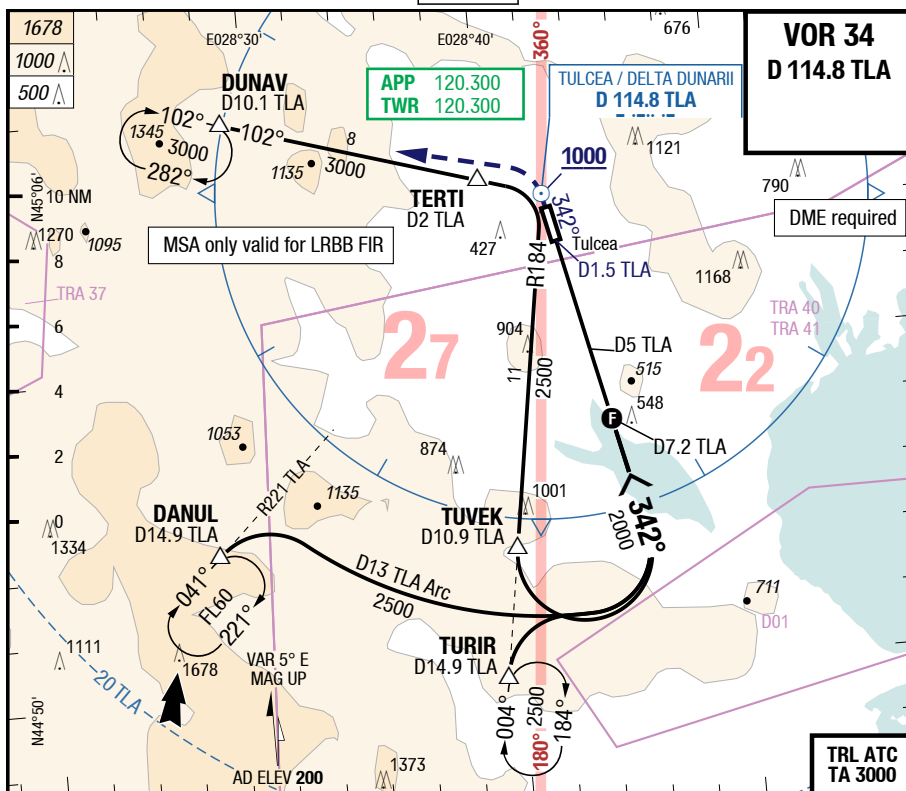 1678
1000
500
E028°30'
E028°40'
676
360°
VOR 34
D 114.8 TLA
DUNAV
D10.1 TLA
APP 120.300
TWR 120.300
TULCEA / DELTA DUNARII
D 114.8 TLA
102°
102°
1345
3000
282°
8
1135
3000
1000
1121
790
N45°06'
10 NM
TERTI
D2 TLA
342°
DME required
1270
1095
MSA only valid for LRBB FIR
427
Tulcea
D1.5 TLA
R184
8
1168
TRA 37
TRA 40
TRA 41
6
27
904
22
D5 TLA
11
2500
515
4
548
F
D7.2 TLA
1053
2
874
R221 TLA
1135
1001
342°
2000
DANUL
D14.9 TLA
TUVEK
D10.9 TLA
0
1334
041°
FL60
221°
D13 TLA Arc
2500
711
D01
1111
TURIR
D14.9 TLA
1678
VAR 5° E
MAG UP
20 TLA
004°
2500
184°
180°
N44°50'
AD ELEV 200
1373
TRL ATC
TA 3000